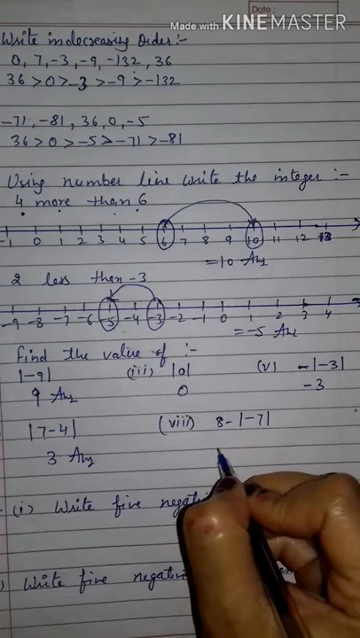 Made with KINEMASTER
Date :
Write in decreasing Order :-
0, 7, -3, -9, -132, 36
36 > 0 > -3 > -9 > -132
-71, -81, 36, 0, -5
36 > 0 > -5 > -71 > -81
Using number line write the integer :-
4 more than 6
-1 0 1 2 3 4 5 6 7 8 9 10 11 12 13
= 10 Ans
2 less then -3
-9 -8 -7 -6 -5 -4 -3 -2 -1 0 1 2 3 4
= -5 Ans
find the value of :-
|-9| (iii) |0| (v) -|-3|
9 Ans 0 -3
|7-4| (viii) 8-|-7|
3 Ans
(i) Write five negati
) Write five negativ